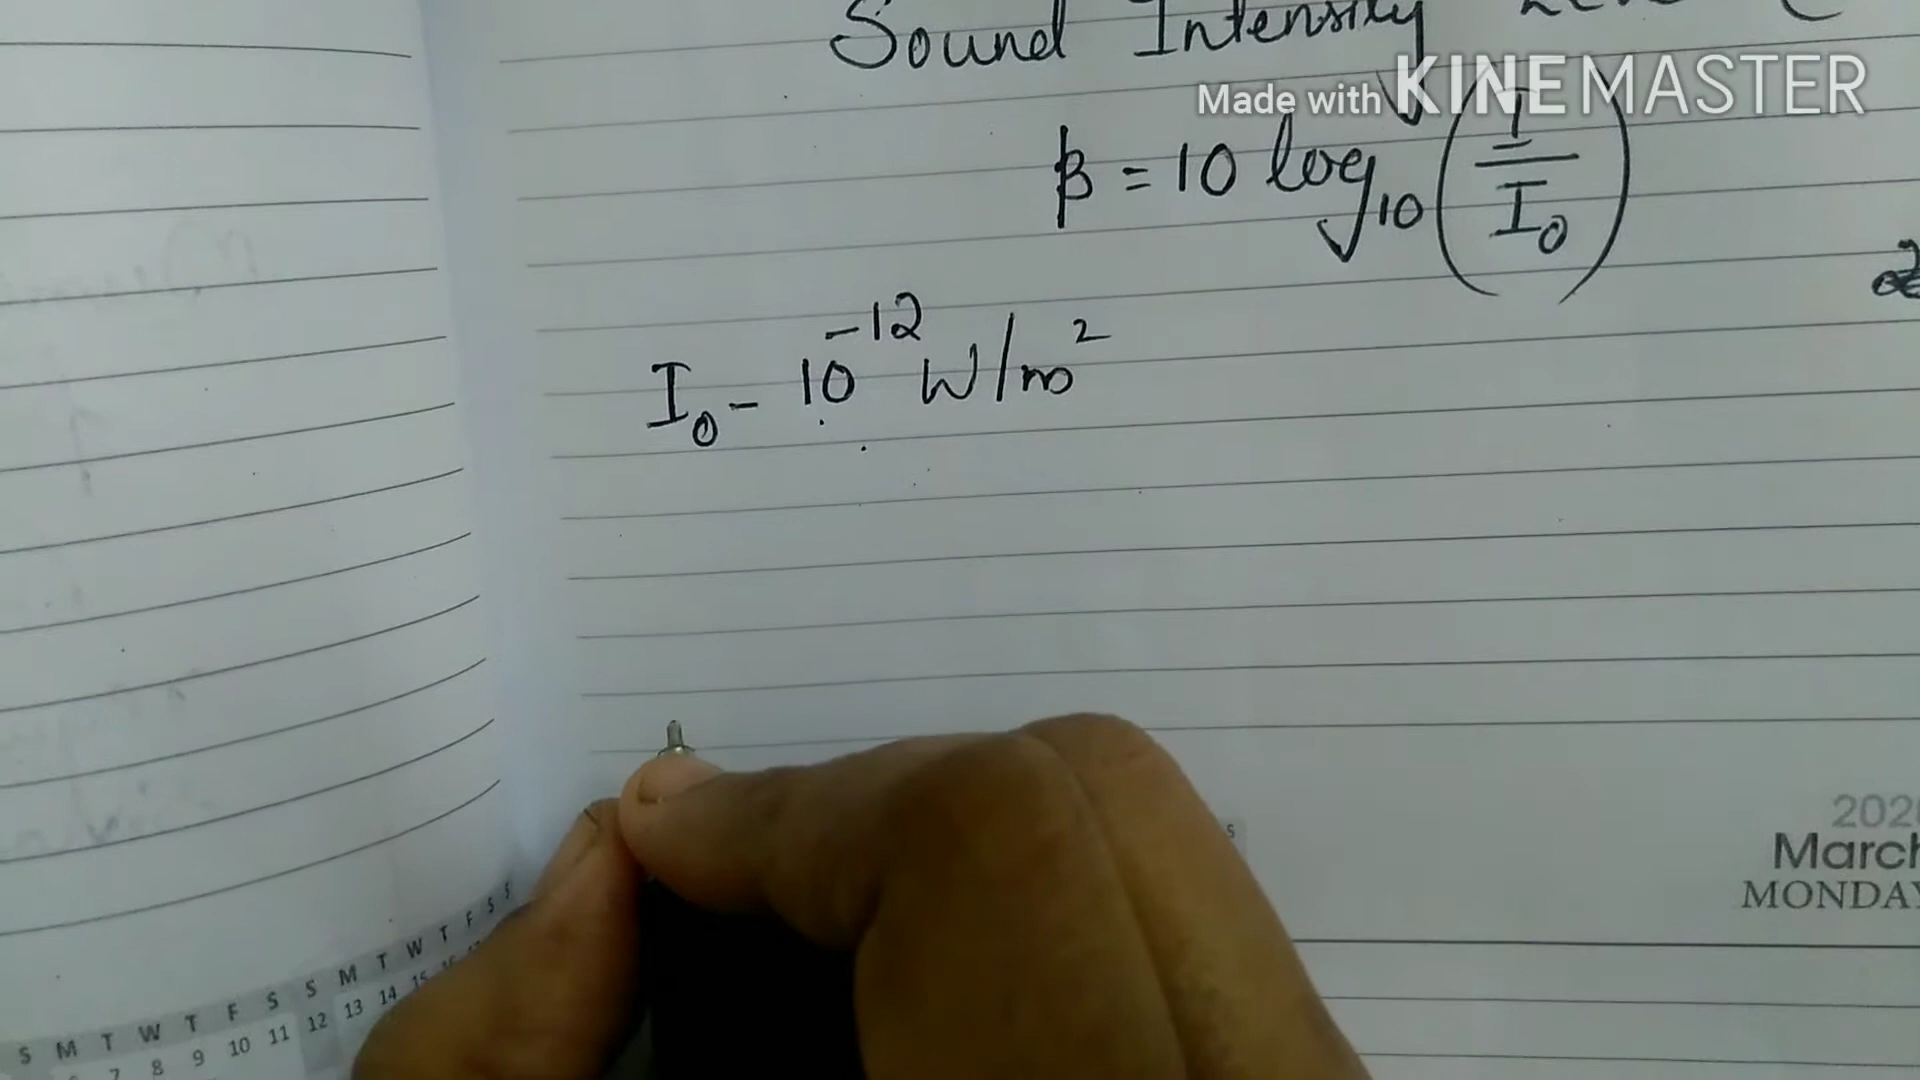 Sound Intensity
Made with KINEMASTER
β = 10 log₁₀ (I/I₀)
I₀ - 10⁻¹² W/m²
S
March
MONDAY
S M T W T F S S M T W T F S S
7 8 9 10 11 12 13 14 15